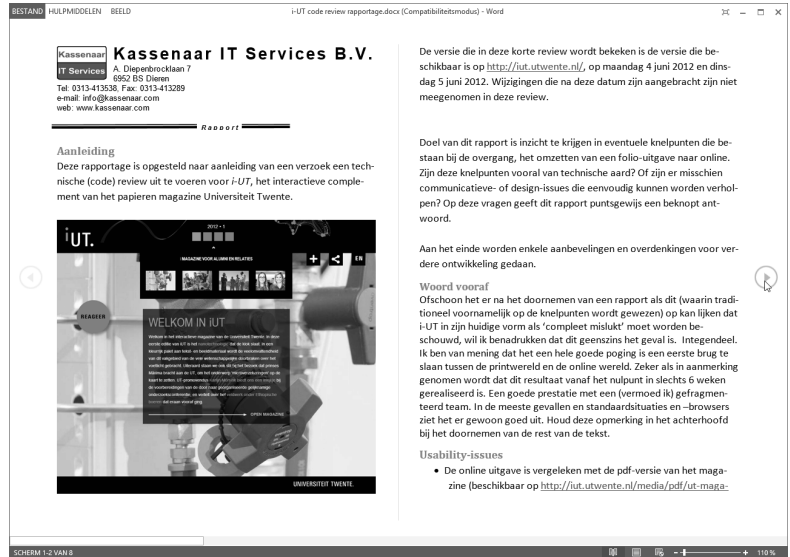 BESTAND HULPMIDDELEN BEELD
i-UT code review rapportage.docx (Compatibiliteitsmodus) - Word
Kassenaar
IT Services
Kassenaar IT Services B.V.
A. Diepenbrocklaan 7
6952 BS Dieren
Tel: 0313-413538, Fax: 0313-413289
e-mail: info@kassenaar.com
web: www.kassenaar.com
Rapport
Aanleiding
Deze rapportage is opgesteld naar aanleiding van een verzoek een tech-
nische (code) review uit te voeren voor i-UT, het interactieve comple-
ment van het papieren magazine Universiteit Twente.
iUT.
2012 • 1
/ MAGAZINE VOOR ALUMNI EN RELATIES
EN
REAGEER
WELKOM IN iUT
OPEN MAGAZINE
UNIVERSITEIT TWENTE.
De versie die in deze korte review wordt bekeken is de versie die be-
schikbaar is op http://iut.utwente.nl/, op maandag 4 juni 2012 en dins-
dag 5 juni 2012. Wijzigingen die na deze datum zijn aangebracht zijn niet
meegenomen in deze review.
Doel van dit rapport is inzicht te krijgen in eventuele knelpunten die be-
staan bij de overgang, het omzetten van een folio-uitgave naar online.
Zijn deze knelpunten vooral van technische aard? Of zijn er misschien
communicatieve- of design-issues die eenvoudig kunnen worden verhol-
pen? Op deze vragen geeft dit rapport puntsgewijs een beknopt ant-
woord.
Aan het einde worden enkele aanbevelingen en overdenkingen voor ver-
dere ontwikkeling gedaan.
Woord vooraf
Ofschoon het er na het doornemen van een rapport als dit (waarin tradi-
tioneel voornamelijk op de knelpunten wordt gewezen) op kan lijken dat
i-UT in zijn huidige vorm als ‘compleet mislukt’ moet worden be-
schouwd, wil ik benadrukken dat dit geenszins het geval is. Integendeel.
Ik ben van mening dat het een hele goede poging is een eerste brug te
slaan tussen de printwereld en de online wereld. Zeker als in aanmerking
genomen wordt dat dit resultaat vanaf het nulpunt in slechts 6 weken
gerealiseerd is. Een goede prestatie met een (vermoed ik) gefragmen-
teerd team. In de meeste gevallen en standaardsituaties en –browsers
ziet het er gewoon goed uit. Houd deze opmerking in het achterhoofd
bij het doornemen van de rest van de tekst.
Usability-issues
• De online uitgave is vergeleken met de pdf-versie van het maga-
zine (beschikbaar op http://iut.utwente.nl/media/pdf/ut-maga-
SCHERM 1-2 VAN 8
110 %